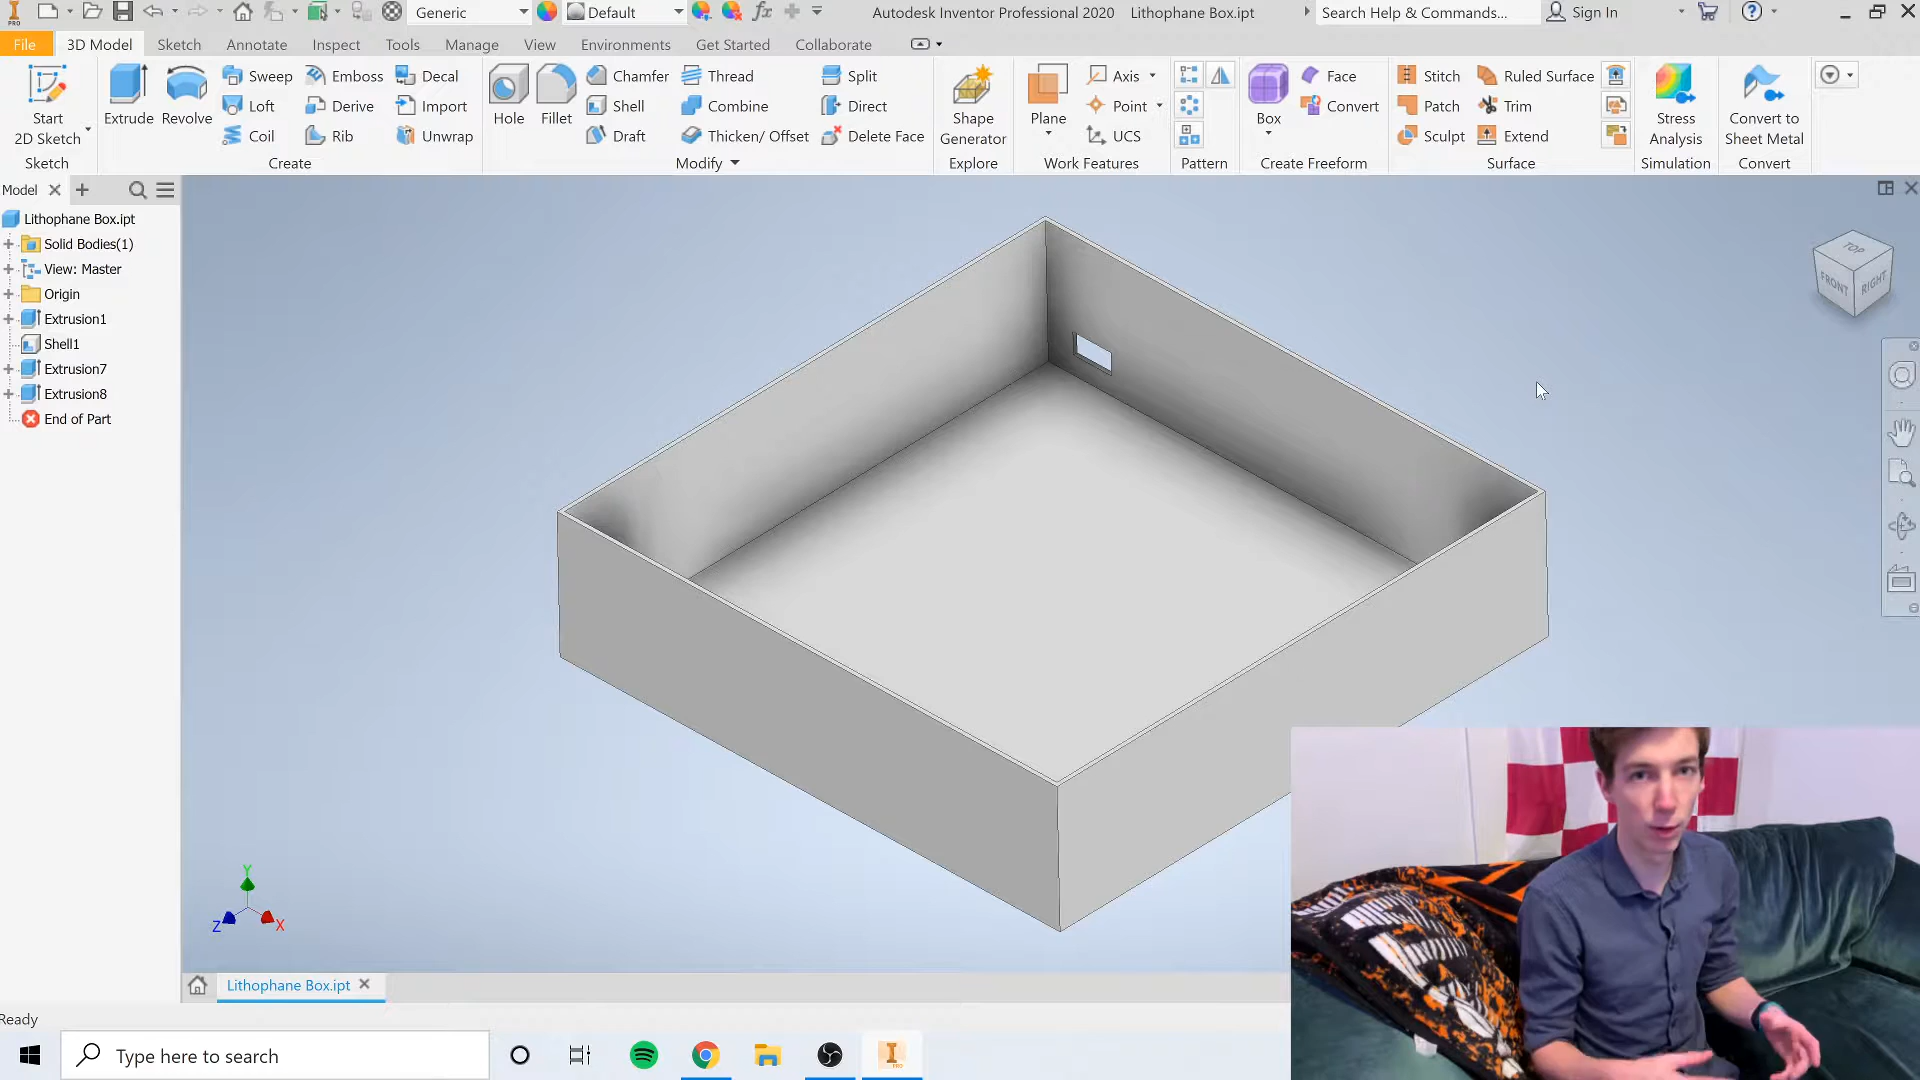 PRO Generic Default fx Autodesk Inventor Professional 2020 Lithophane Box.ipt Search Help & Commands... Sign In ?
File 3D Model Sketch Annotate Inspect Tools Manage View Environments Get Started Collaborate
Start
2D Sketch
Sketch
Extrude Revolve
Sweep Emboss Decal
Loft Derive Import
Coil Rib Unwrap
Create
Hole Fillet
Chamfer Thread Split
Shell Combine Direct
Draft Thicken/ Offset Delete Face
Modify
Shape
Generator
Explore
Plane
Axis
Point
UCS
Work Features
Pattern
Box
Face
Convert
Create Freeform
Stitch Ruled Surface
Patch Trim
Sculpt Extend
Surface
Stress
Analysis
Simulation
Convert to
Sheet Metal
Convert
Model
Lithophane Box.ipt
Solid Bodies(1)
View: Master
Origin
Extrusion1
Shell1
Extrusion7
Extrusion8
End of Part
TOP
FRONT RIGHT
Y
Z X
Lithophane Box.ipt
Ready
Type here to search
I
PRO